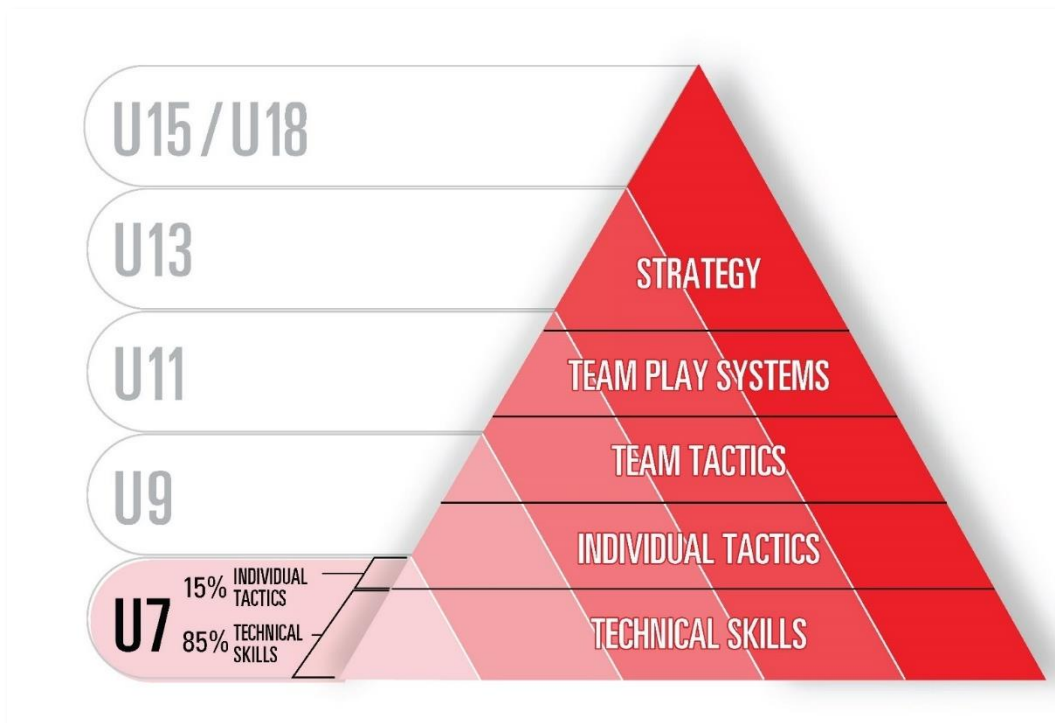 U15 / U18
U13
STRATEGY
U11
TEAM PLAY SYSTEMS
TEAM TACTICS
U9
INDIVIDUAL TACTICS
U7
15% INDIVIDUAL
TACTICS
85% TECHNICAL
SKILLS
TECHNICAL SKILLS